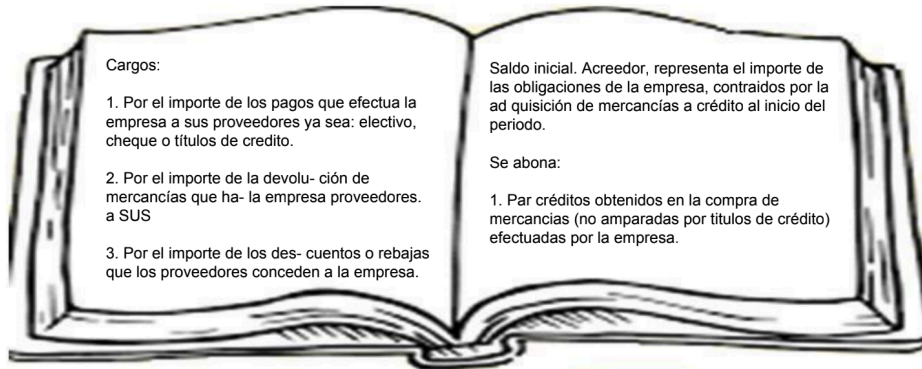 Cargos:
1. Por el importe de los pagos que efectua la
empresa a sus proveedores ya sea: electivo,
cheque o títulos de credito.
2. Por el importe de la devolu- ción de
mercancías que ha- la empresa proveedores.
a SUS
3. Por el importe de los des- cuentos o rebajas
que los proveedores conceden a la empresa.
Saldo inicial. Acreedor, representa el importe de
las obligaciones de la empresa, contraidos por la
ad quisición de mercancías a crédito al inicio del
periodo.
Se abona:
1. Par créditos obtenidos en la compra de
mercancias (no amparadas por titulos de crédito)
efectuadas por la empresa.